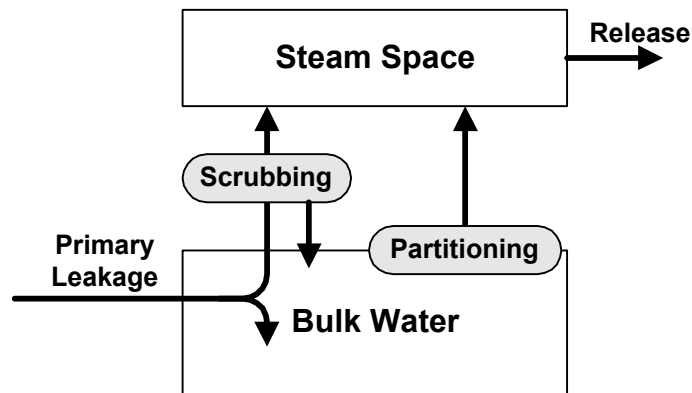 Steam Space
Release
Scrubbing
Primary
Leakage
Partitioning
Bulk Water